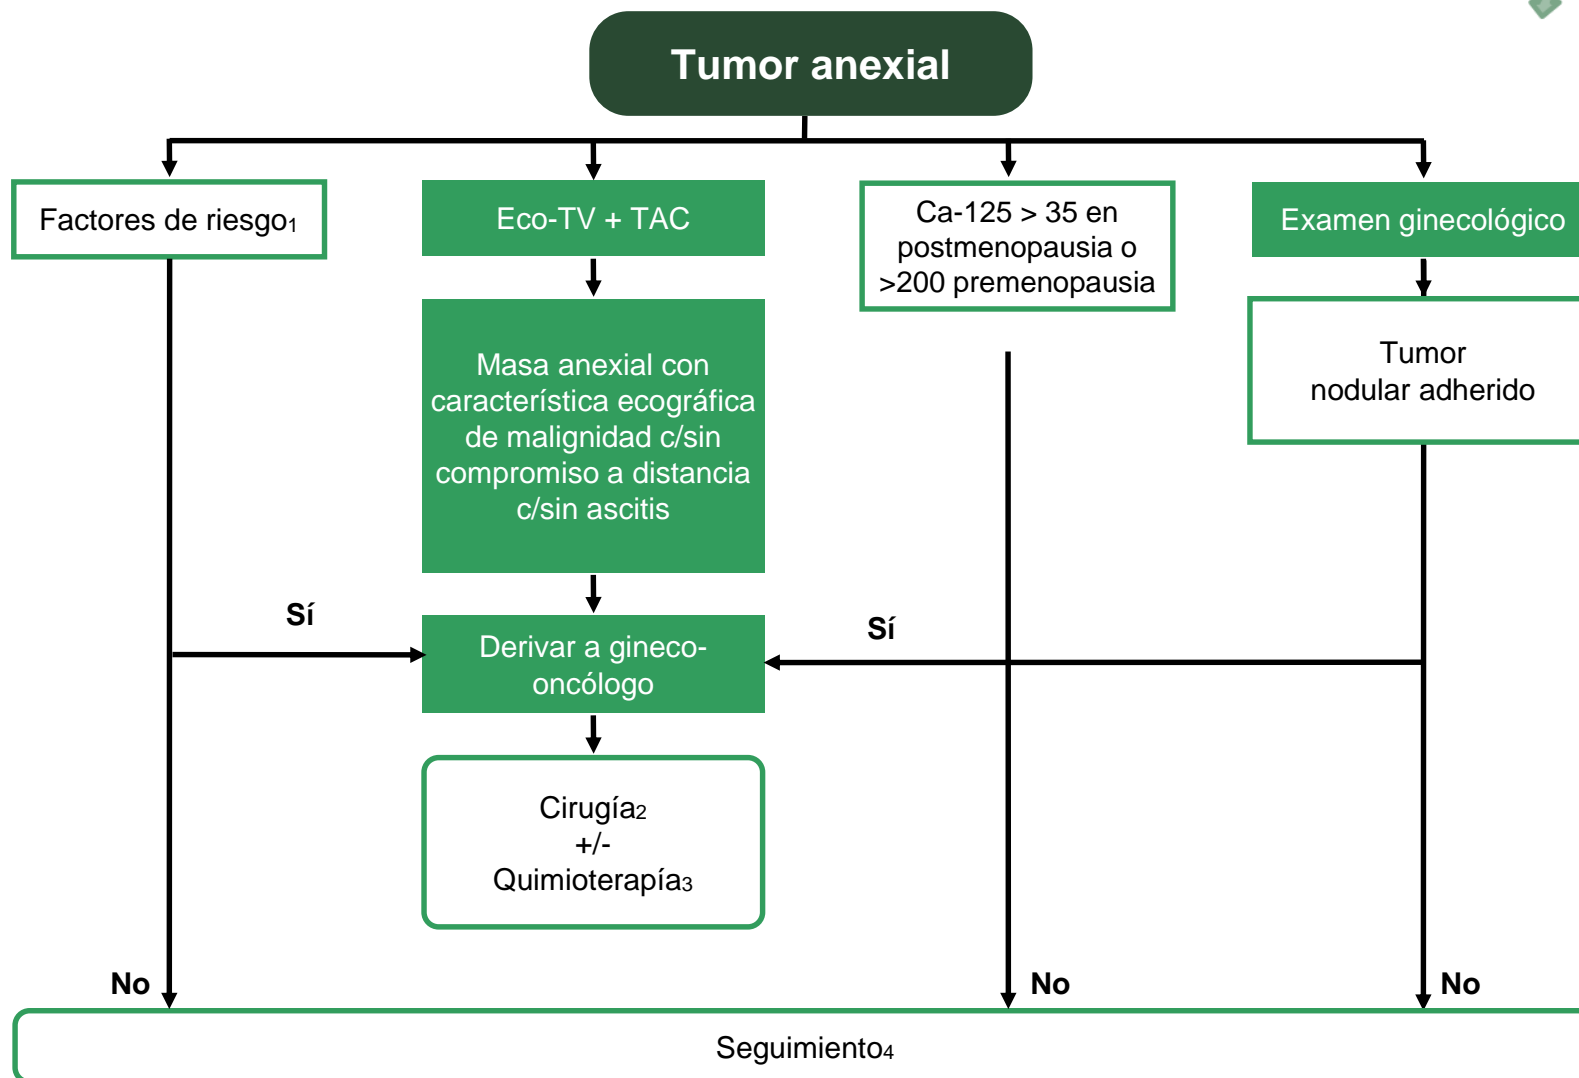 Tumor anexial
Factores de riesgo1
Eco-TV + TAC
Ca-125 > 35 en
postmenopausia o
>200 premenopausia
Examen ginecológico
Masa anexial con
característica ecográfica
de malignidad c/sin
compromiso a distancia
c/sin ascitis
Tumor
nodular adherido
Sí
Sí
Derivar a gineco-
oncólogo
Cirugía2
+/-
Quimioterapía3
No
No
No
Seguimiento4